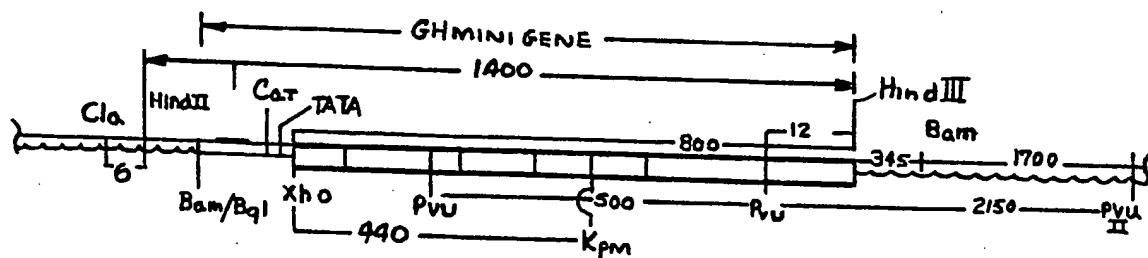 GHMINIGENE
1400
Cla HindII Cat TATA HindIII
800 12 Bam
6 345 1700
Bam/Bgl Xho Pvu 500 Pvu 2150 PVU II
440 Kpm